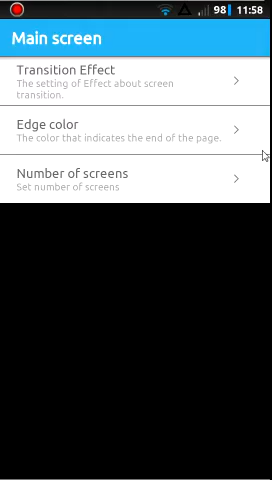 98 11:58
Main screen
Transition Effect
The setting of Effect about screen
transition.
Edge color
The color that indicates the end of the page.
Number of screens
Set number of screens